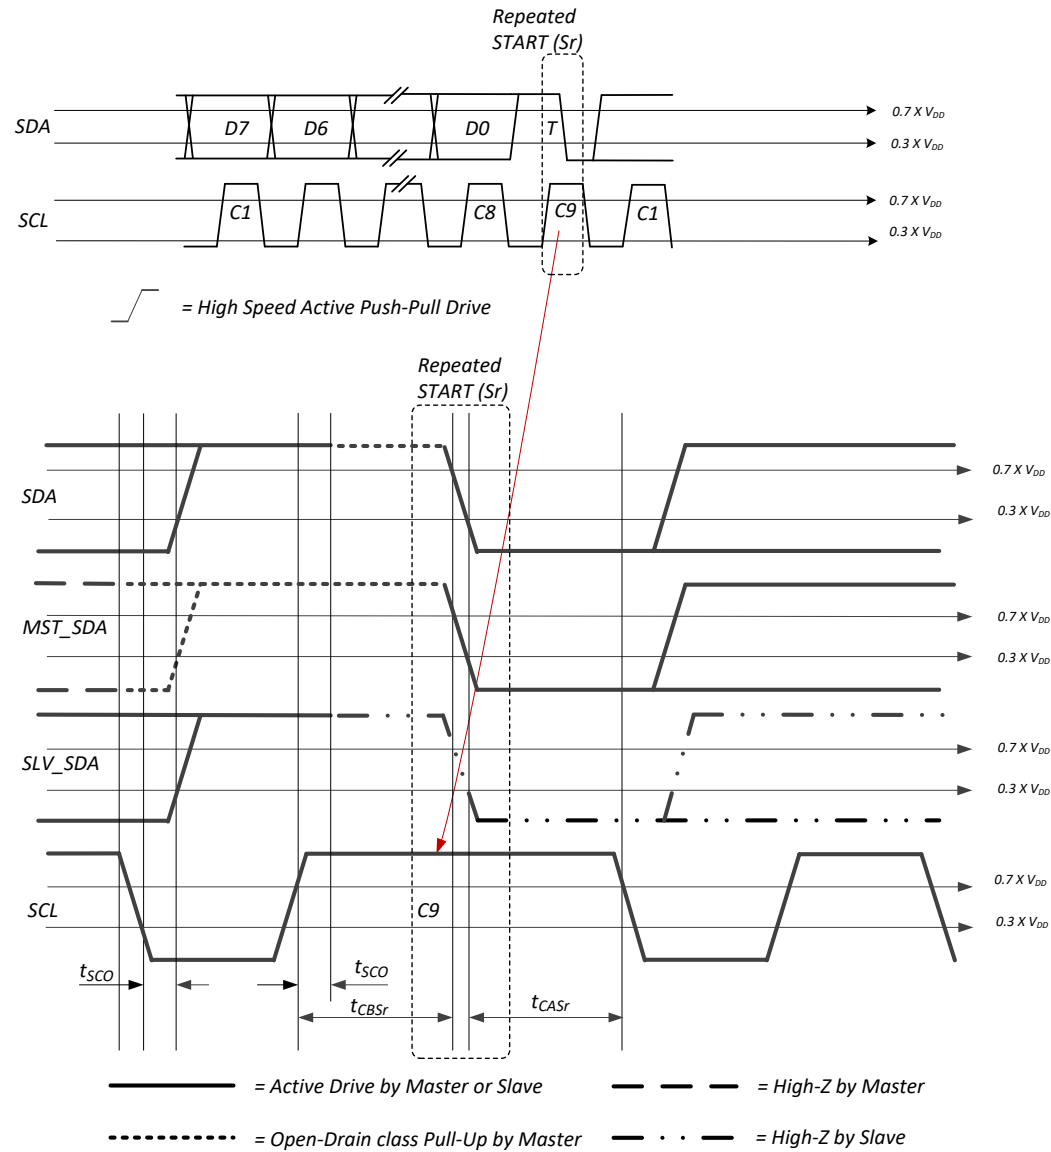 Repeated
START (Sr)
SDA
D7
D6
D0
T
0.7 X VDD
0.3 X VDD
SCL
C1
C8
C9
C1
0.7 X VDD
0.3 X VDD
= High Speed Active Push-Pull Drive
Repeated
START (Sr)
SDA
0.7 X VDD
0.3 X VDD
MST_SDA
0.7 X VDD
0.3 X VDD
SLV_SDA
0.7 X VDD
0.3 X VDD
SCL
C9
0.7 X VDD
0.3 X VDD
tSCO
tSCO
tCBSr
tCASr
= Active Drive by Master or Slave
= High-Z by Master
= Open-Drain class Pull-Up by Master
= High-Z by Slave